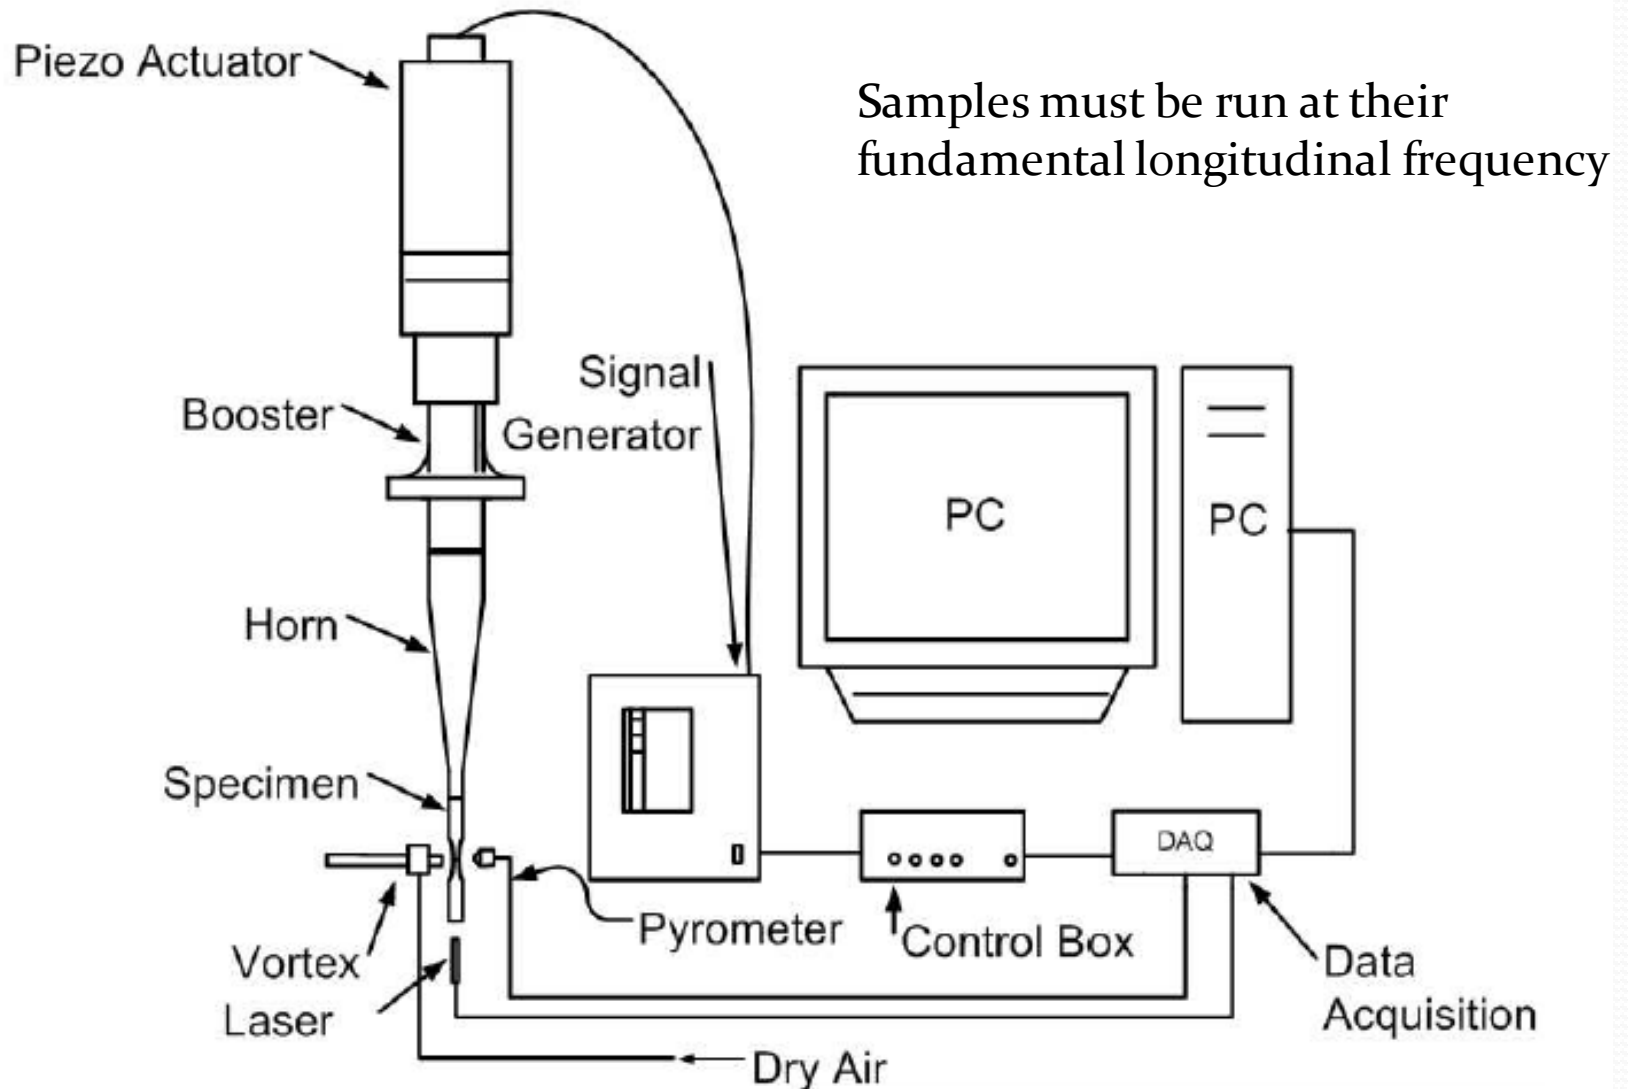 Piezo Actuator
Samples must be run at their
fundamental longitudinal frequency
Signal
Generator
Booster
PC
PC
Horn
Specimen
DAQ
Pyrometer
Control Box
Vortex
Laser
Data
Acquisition
Dry Air